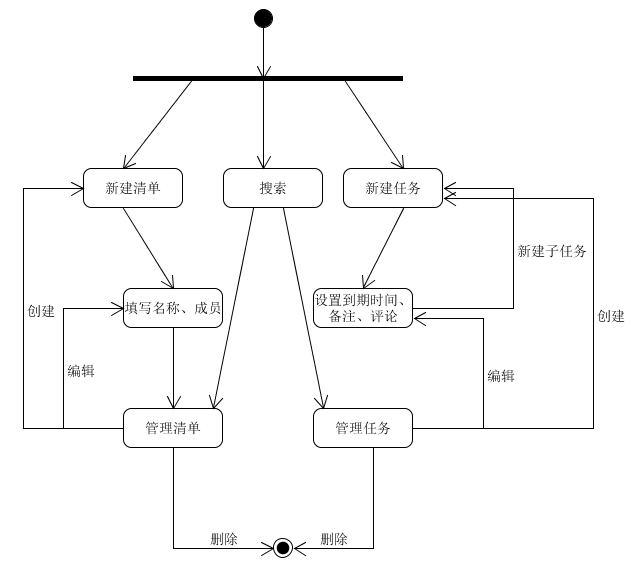 新建清单
搜索
新建任务
新建子任务
填写名称、成员
设置到期时间、
备注、评论
创建
创建
编辑
编辑
管理清单
管理任务
删除
删除